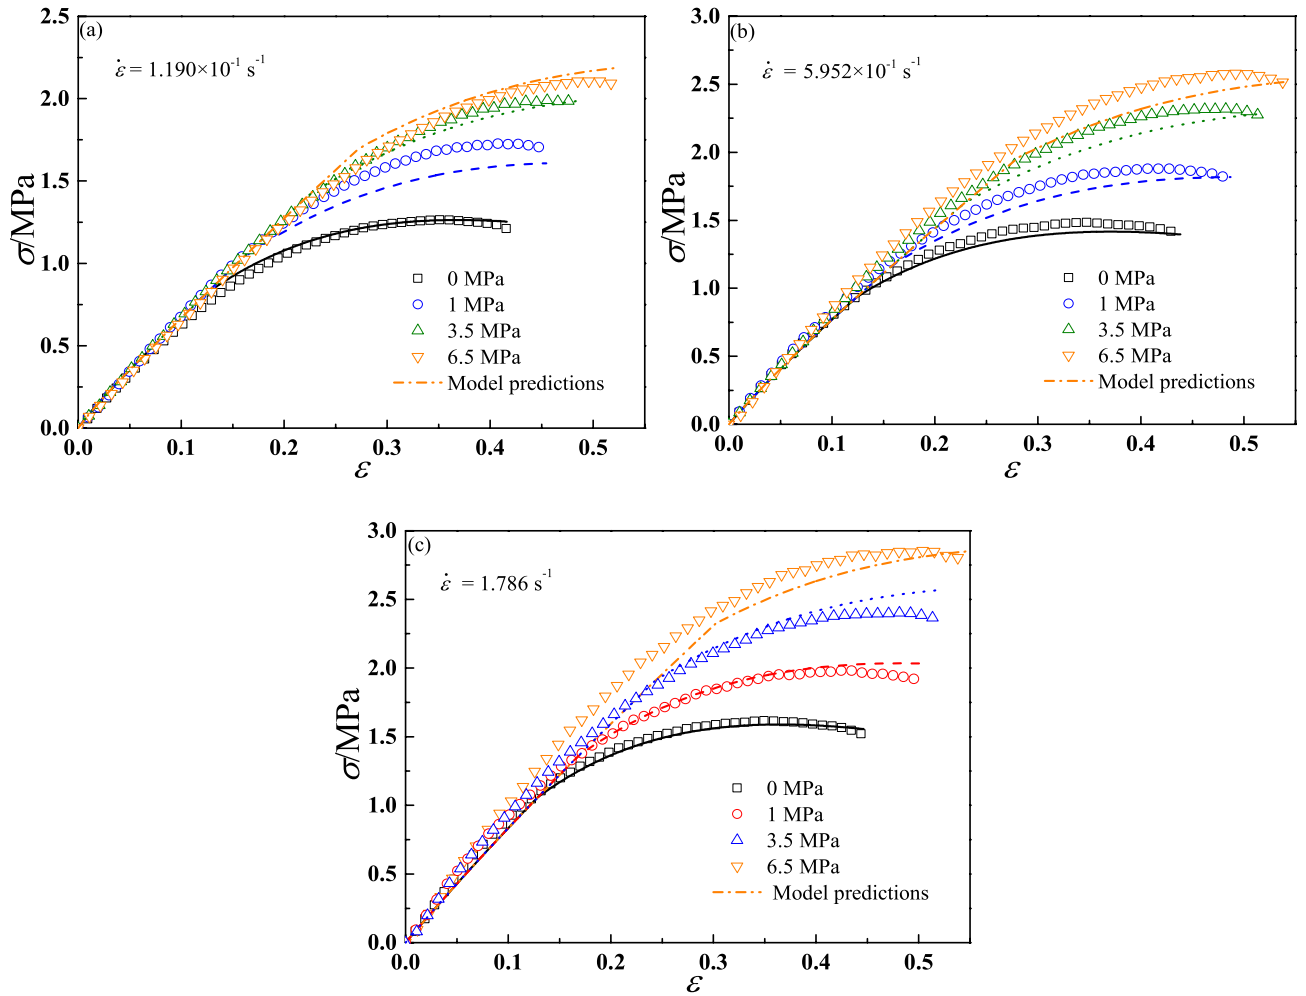 (a)
ε̇ = 1.190×10⁻¹ s⁻¹
σ/MPa
2.5
2.0
1.5
1.0
0.5
0.0
0 MPa
1 MPa
3.5 MPa
6.5 MPa
Model predictions
0.0 0.1 0.2 0.3 0.4 0.5
ε
(b)
ε̇ = 5.952×10⁻¹ s⁻¹
σ/MPa
3.0
2.5
2.0
1.5
1.0
0.5
0.0
0 MPa
1 MPa
3.5 MPa
6.5 MPa
Model predictions
0.0 0.1 0.2 0.3 0.4 0.5
ε
(c)
ε̇ = 1.786 s⁻¹
σ/MPa
3.0
2.5
2.0
1.5
1.0
0.5
0.0
0 MPa
1 MPa
3.5 MPa
6.5 MPa
Model predictions
0.0 0.1 0.2 0.3 0.4 0.5
ε